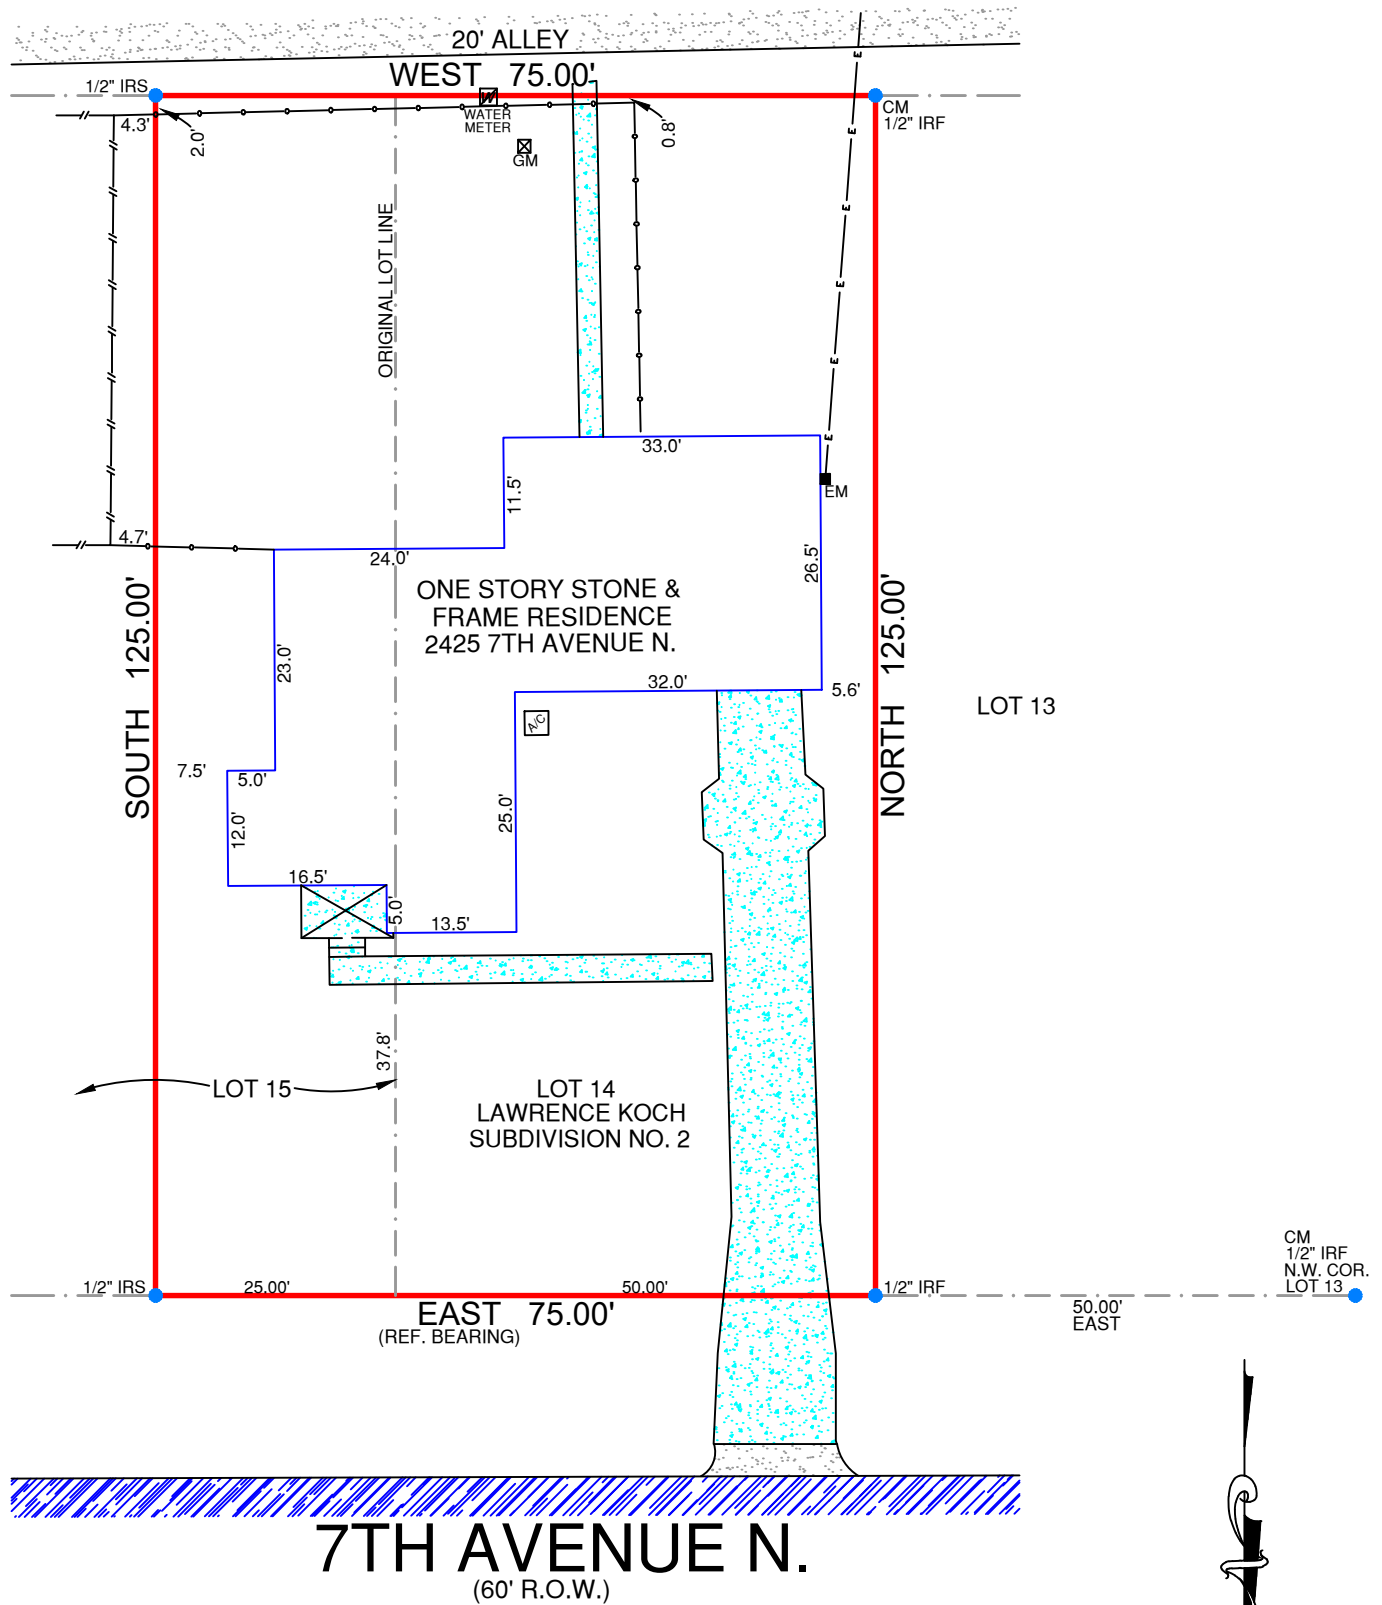 20' ALLEY
WEST 75.00'
1/2" IRS
W
WATER
METER
CM
1/2" IRF
4.3'
2.0'
0.8'
GM
ORIGINAL LOT LINE
E
E
E
E
E
E
33.0'
11.5'
EM
4.7'
24.0'
26.5'
ONE STORY STONE &
FRAME RESIDENCE
2425 7TH AVENUE N.
SOUTH 125.00'
NORTH 125.00'
23.0'
32.0'
5.6'
LOT 13
A/C
7.5'
5.0'
12.0'
25.0'
16.5'
5.0'
13.5'
37.8'
LOT 15
LOT 14
LAWRENCE KOCH
SUBDIVISION NO. 2
CM
1/2" IRF
N.W. COR.
LOT 13
1/2" IRS
25.00'
50.00'
1/2" IRF
EAST 75.00'
(REF. BEARING)
50.00'
EAST
7TH AVENUE N.
(60' R.O.W.)